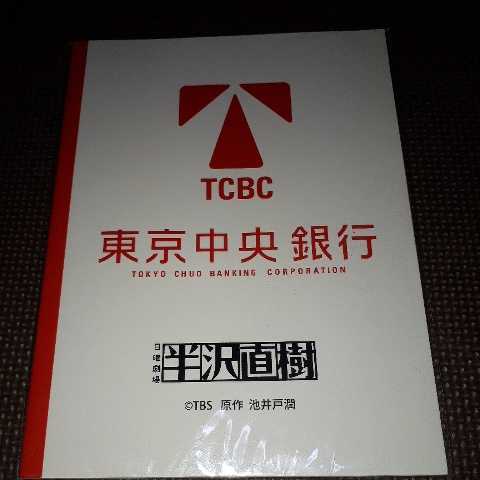 TCBC
東京中央銀行
TOKYO CHUO BANKING CORPORATION
日曜劇場
半沢直樹
©TBS 原作 池井戸潤